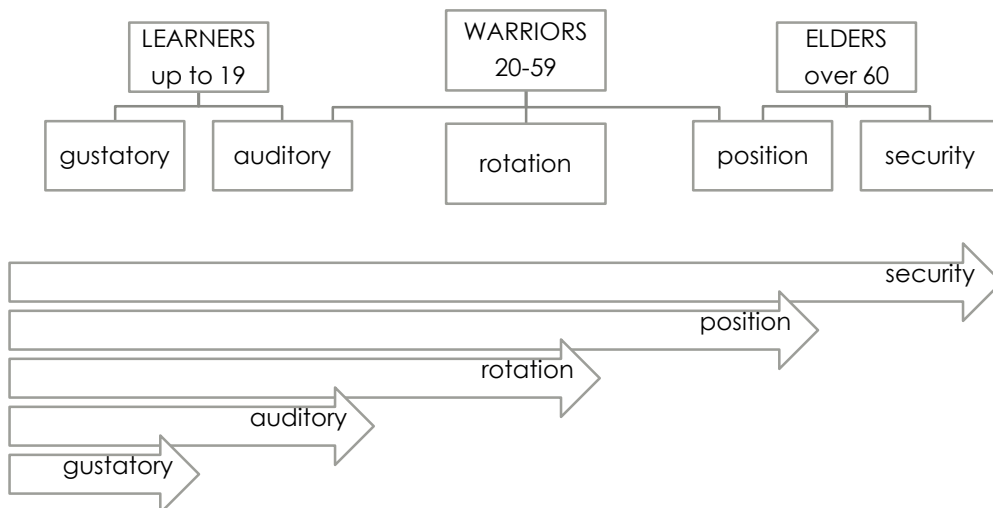 LEARNERS
up to 19
WARRIORS
20-59
ELDERS
over 60
gustatory
auditory
rotation
position
security
security
position
rotation
auditory
gustatory